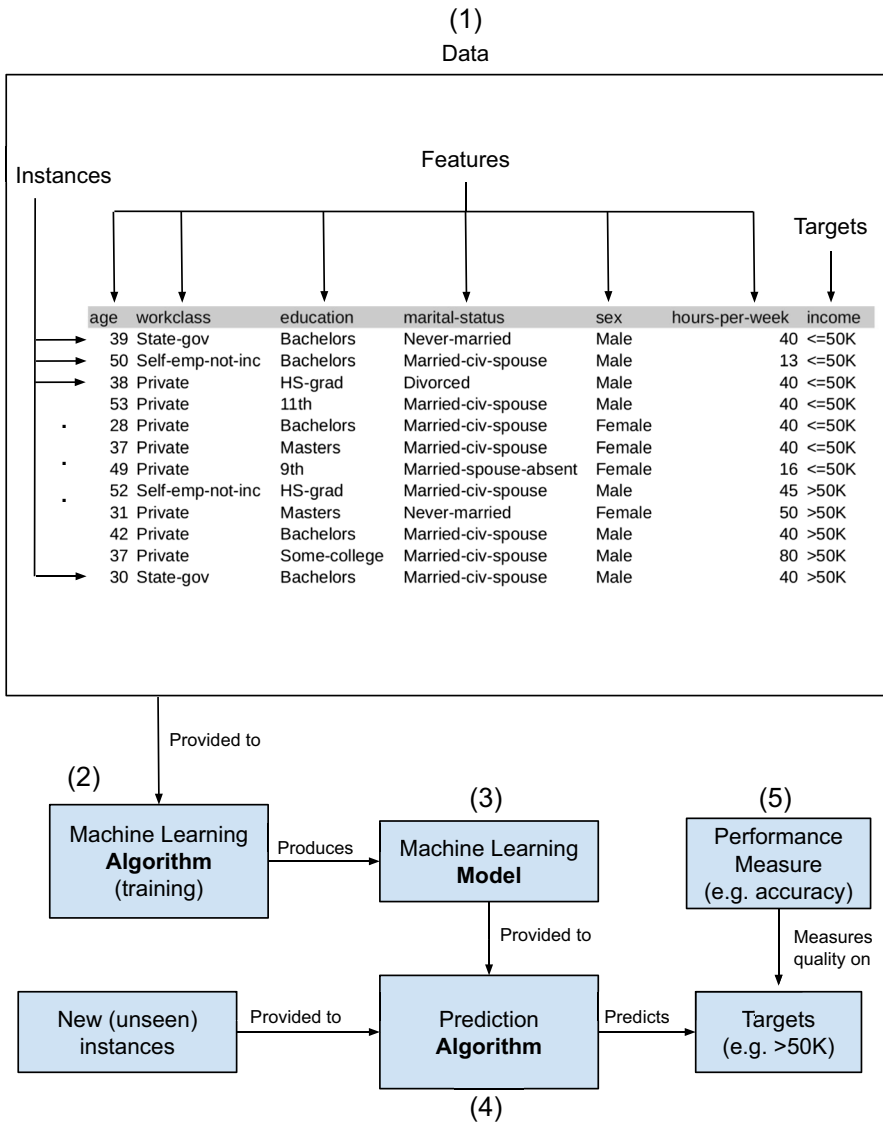 (1)
Data
Instances
Features
Targets
age workclass education marital-status sex hours-per-week income
39 State-gov Bachelors Never-married Male 40 <=50K
50 Self-emp-not-inc Bachelors Married-civ-spouse Male 13 <=50K
38 Private HS-grad Divorced Male 40 <=50K
53 Private 11th Married-civ-spouse Male 40 <=50K
28 Private Bachelors Married-civ-spouse Female 40 <=50K
37 Private Masters Married-civ-spouse Female 40 <=50K
49 Private 9th Married-spouse-absent Female 16 <=50K
52 Self-emp-not-inc HS-grad Married-civ-spouse Male 45 >50K
31 Private Masters Never-married Female 50 >50K
42 Private Bachelors Married-civ-spouse Male 40 >50K
37 Private Some-college Married-civ-spouse Male 80 >50K
30 State-gov Bachelors Married-civ-spouse Male 40 >50K
Provided to
(2)
Machine Learning
Algorithm
(training)
Produces
(3)
Machine Learning
Model
(5)
Performance
Measure
(e.g. accuracy)
Provided to
Measures
quality on
New (unseen)
instances
Provided to
Prediction
Algorithm
(4)
Predicts
Targets
(e.g. >50K)